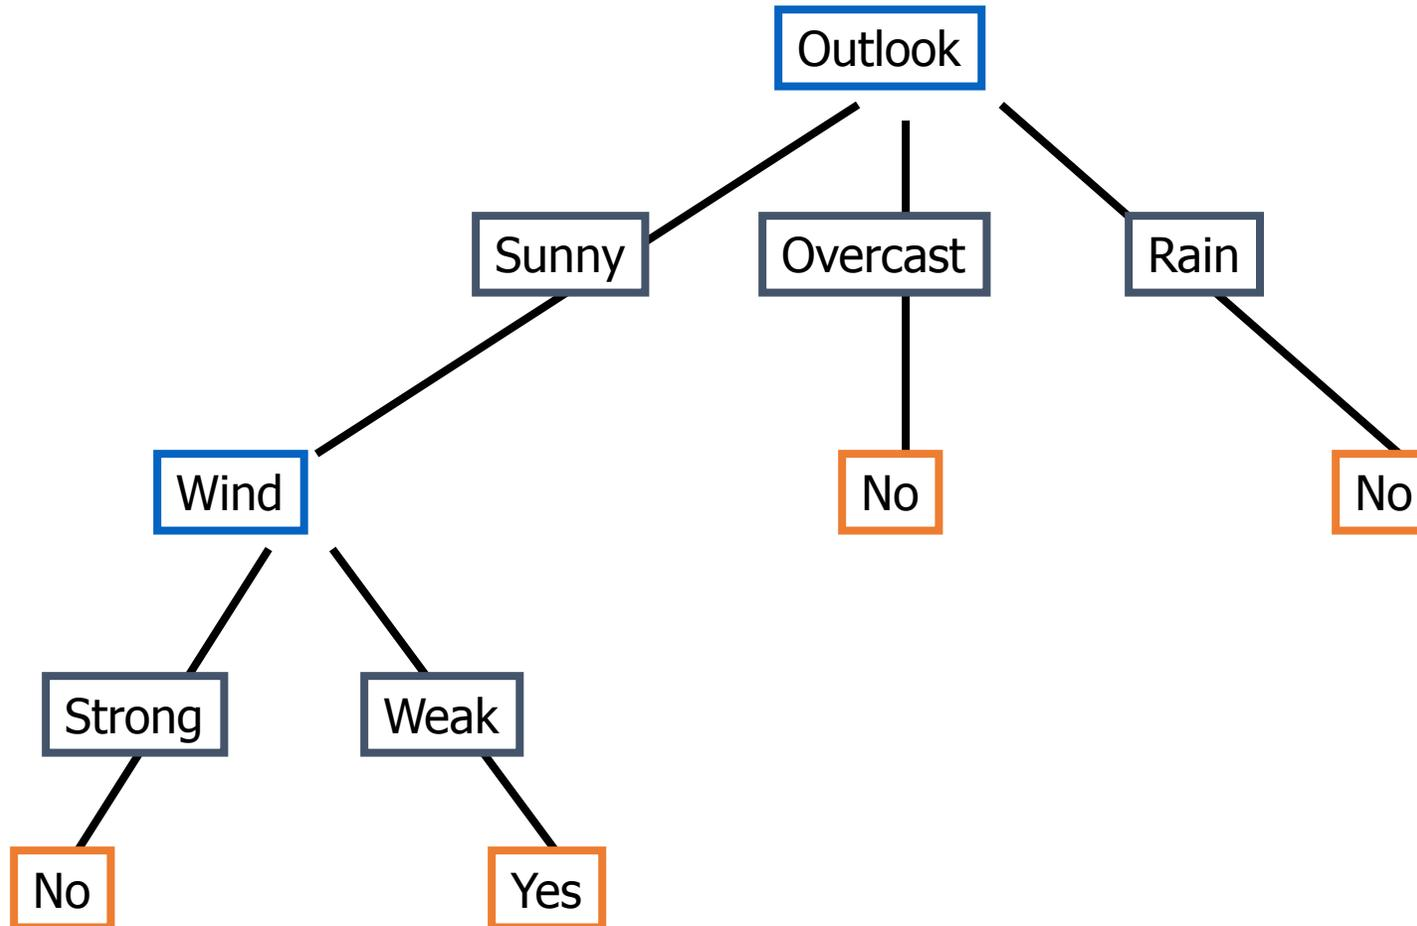 Outlook
Sunny
Overcast
Rain
Wind
No
No
Strong
Weak
No
Yes